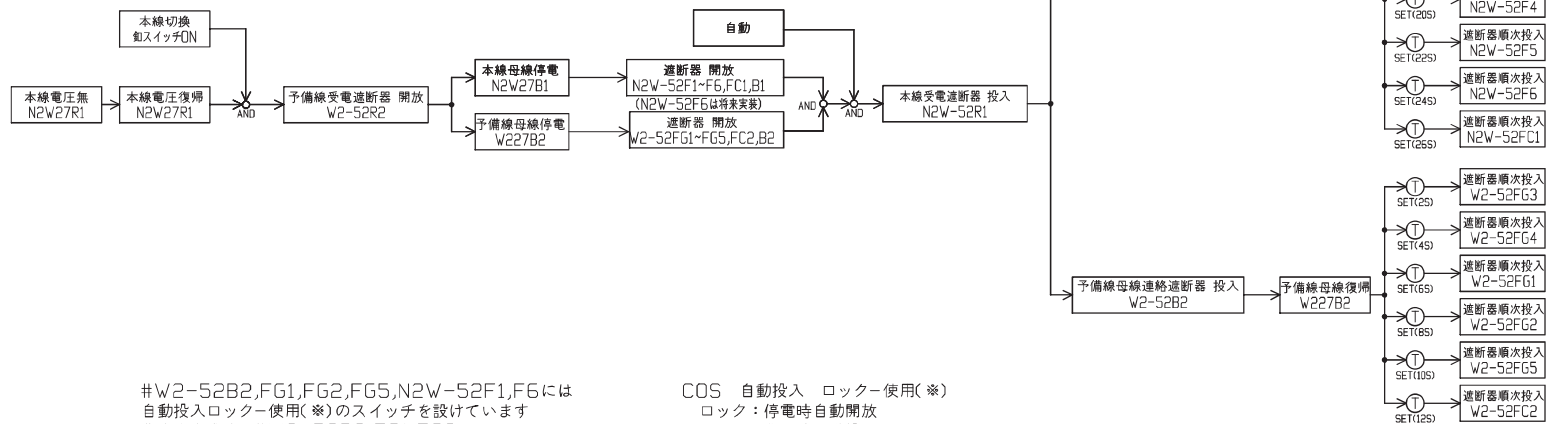 本線切換
釦スイッチON
本線電圧無
N2W27R1
本線電圧復帰
N2W27R1
AND
予備線受電遮断器 開放
W2-52R2
本線母線停電
N2W27B1
予備線母線停電
W227B2
遮断器 開放
N2W-52F1~F6,FC1,B1
(N2W-52F6は将来実装)
遮断器 開放
W2-52FG1~FG5,FC2,B2
自動
AND
AND
本線受電遮断器 投入
N2W-52R1
T
SET(20S)
N2W-52F4
T
SET(22S)
遮断器順次投入
N2W-52F5
T
SET(24S)
遮断器順次投入
N2W-52F6
T
SET(26S)
遮断器順次投入
N2W-52FC1
予備線母線連絡遮断器 投入
W2-52B2
予備線母線復帰
W227B2
T
SET(2S)
遮断器順次投入
W2-52FG3
T
SET(4S)
遮断器順次投入
W2-52FG4
T
SET(6S)
遮断器順次投入
W2-52FG1
T
SET(8S)
遮断器順次投入
W2-52FG2
T
SET(10S)
遮断器順次投入
W2-52FG5
T
SET(12S)
遮断器順次投入
W2-52FC2
#W2-52B2,FG1,FG2,FG5,N2W-52F1,F6には
自動投入ロックー使用(※)のスイッチを設けています
COS 自動投入 ロックー使用(※)
ロック：停電時自動開放